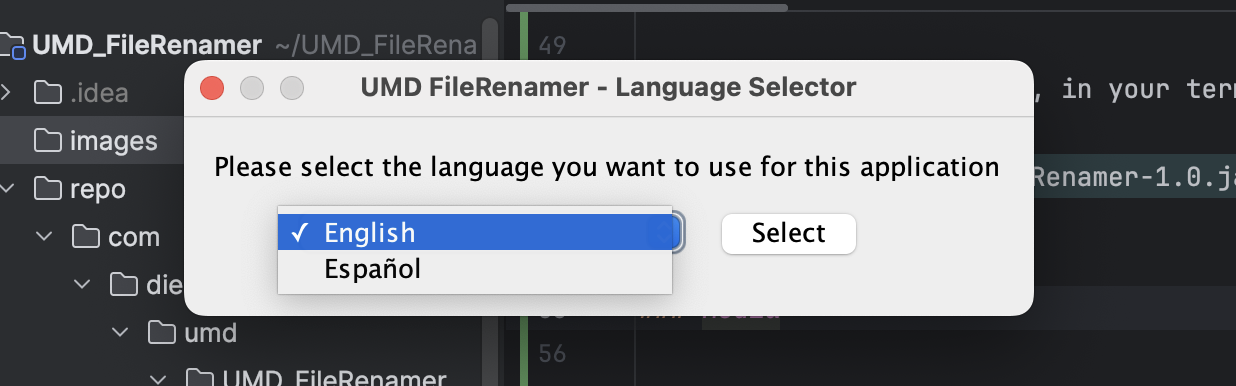 UMD_FileRenamer ~/UMD_FileRena
.idea
images
repo
com
die
umd
UMD_FileRenamer
49
, in your terr
Renamer-1.0.ja
56
UMD FileRenamer - Language Selector
Please select the language you want to use for this application
✓ English
Español
Select